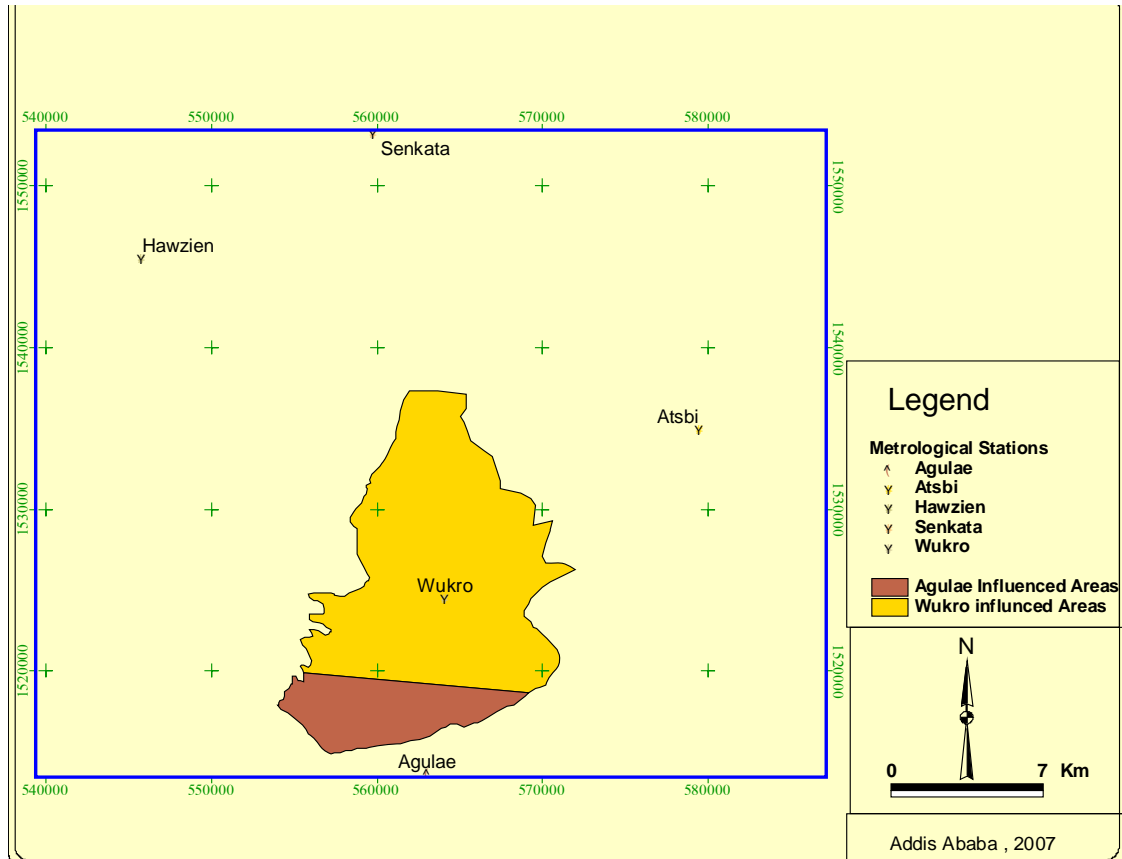 540000 550000 560000 570000 580000
Senkata
1550000 1550000
Hawzien
1540000 1540000
Atsbi
1530000 1530000
Wukro
1520000 1520000
Agulae
540000 550000 560000 570000 580000
Legend
Metrological Stations
Agulae
Atsbi
Hawzien
Senkata
Wukro
Agulae Influenced Areas
Wukro influnced Areas
N
0 7 Km
Addis Ababa , 2007